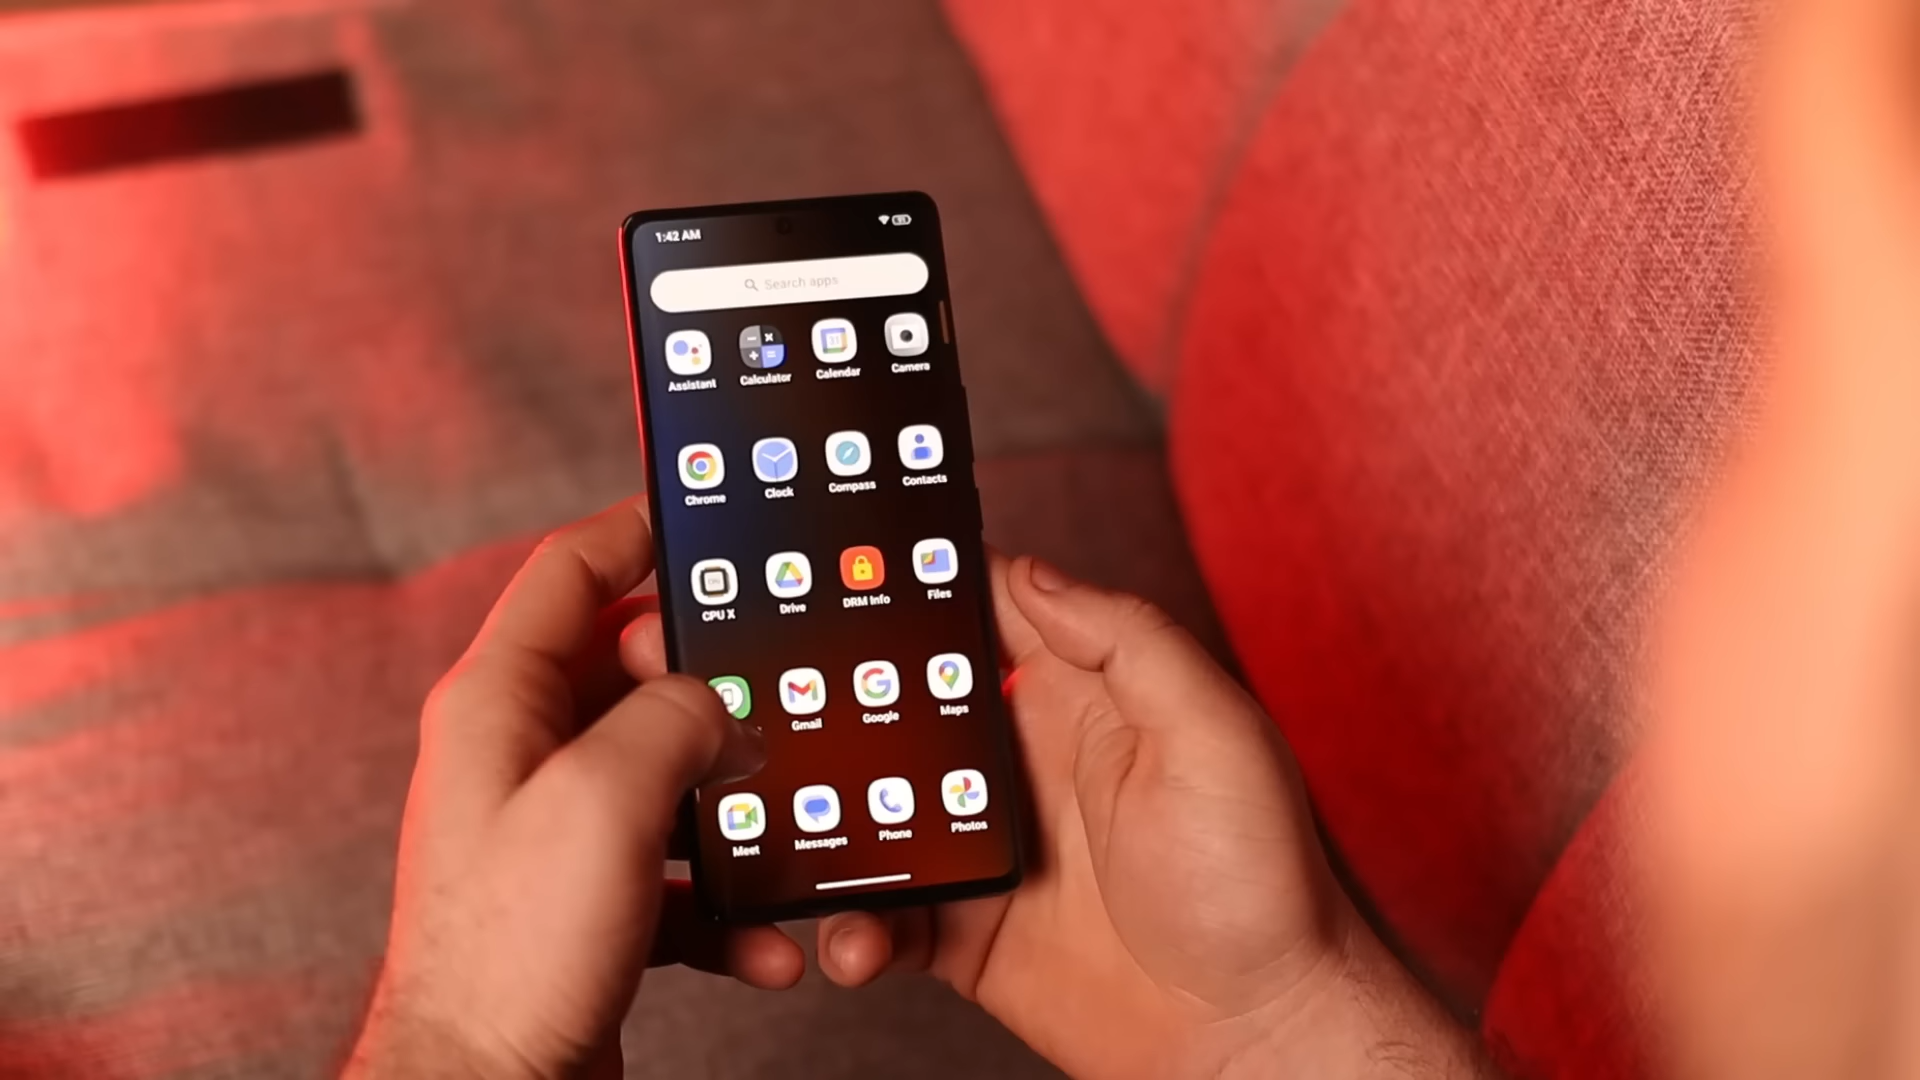 1:42 AM
Search apps
Assistant
Calculator
Calendar
Camera
Chrome
Clock
Compass
Contacts
CPU X
Drive
DRM Info
Files
Gmail
Google
Maps
Meet
Messages
Phone
Photos